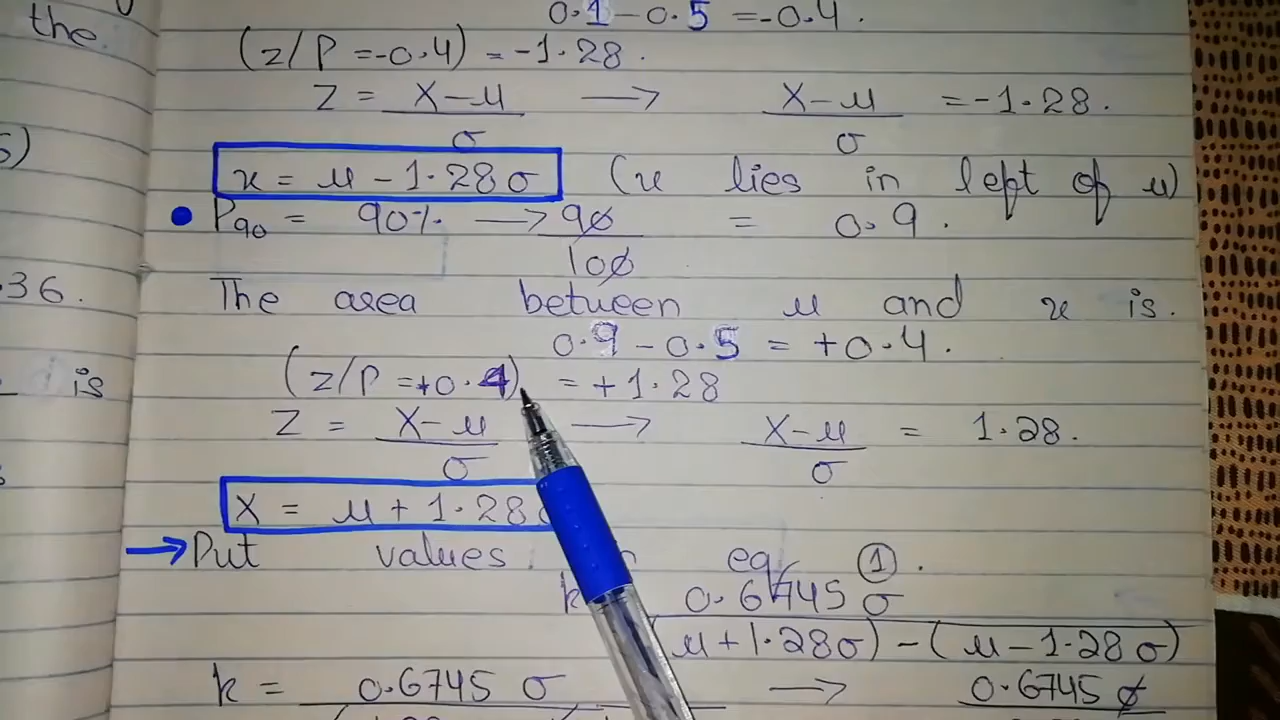 the
0.1-0.5 =-0.4.
(z/P =-0.4) = -1.28.
Z = X-μ/σ → X-μ/σ =-1.28.
5)
x = μ - 1.28σ (x lies in left of μ)
• P90 = 90% → 90/100 = 0.9.
36.
The area between μ and x is.
0.9-0.5 = +0.4.
is
(z/P =+0.4) = +1.28
Z = X-μ/σ → X-μ/σ = 1.28.
X = μ + 1.28
→ Put values eq ①.
k 0.6745 σ
(μ+1.28σ) - (μ-1.28σ)
k = 0.6745 σ → 0.6745 σ